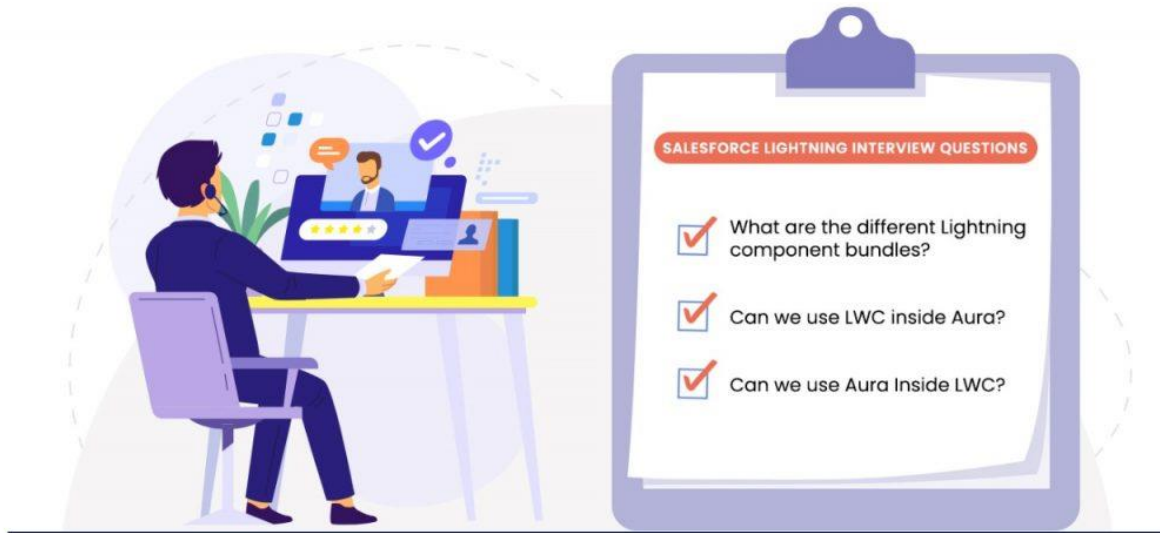 SALESFORCE LIGHTNING INTERVIEW QUESTIONS
What are the different Lightning
component bundles?
Can we use LWC inside Aura?
Can we use Aura Inside LWC?